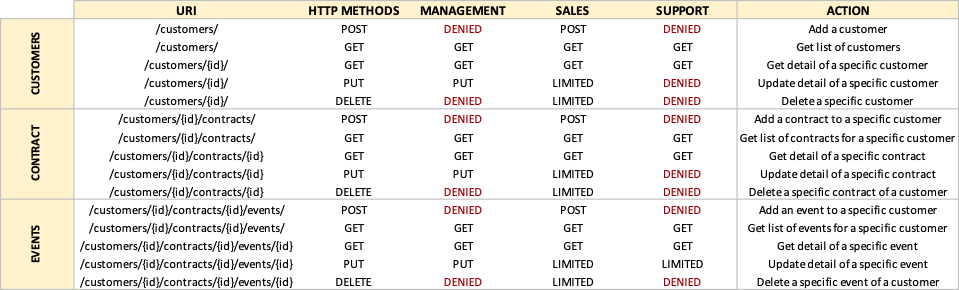 URI HTTP METHODS MANAGEMENT SALES SUPPORT ACTION
CUSTOMERS
/customers/ POST DENIED POST DENIED Add a customer
/customers/ GET GET GET GET Get list of customers
/customers/{id}/ GET GET GET GET Get detail of a specific customer
/customers/{id}/ PUT PUT LIMITED DENIED Update detail of a specific customer
/customers/{id}/ DELETE DENIED LIMITED DENIED Delete a specific customer
CONTRACT
/customers/{id}/contracts/ POST DENIED POST DENIED Add a contract to a specific customer
/customers/{id}/contracts/ GET GET GET GET Get list of contracts for a specific customer
/customers/{id}/contracts/{id} GET GET GET GET Get detail of a specific contract
/customers/{id}/contracts/{id} PUT PUT LIMITED DENIED Update detail of a specific contract
/customers/{id}/contracts/{id} DELETE DENIED LIMITED DENIED Delete a specific contract of a customer
EVENTS
/customers/{id}/contracts/{id}/events/ POST DENIED POST DENIED Add an event to a specific customer
/customers/{id}/contracts/{id}/events/ GET GET GET GET Get list of events for a specific customer
/customers/{id}/contracts/{id}/events/{id} GET GET GET GET Get detail of a specific event
/customers/{id}/contracts/{id}/events/{id} PUT PUT LIMITED LIMITED Update detail of a specific event
/customers/{id}/contracts/{id}/events/{id} DELETE DENIED LIMITED DENIED Delete a specific event of a customer